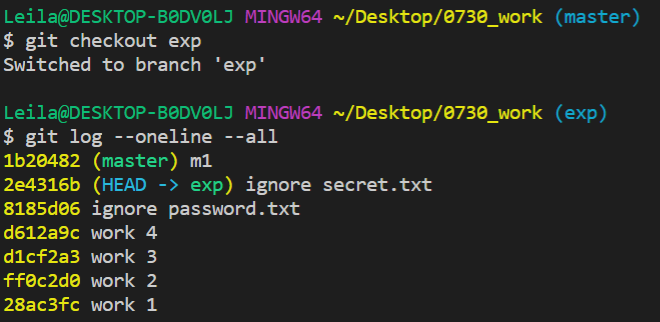 Leila@DESKTOP-B0DV0LJ MINGW64 ~/Desktop/0730_work (master)
$ git checkout exp
Switched to branch 'exp'
Leila@DESKTOP-B0DV0LJ MINGW64 ~/Desktop/0730_work (exp)
$ git log --oneline --all
1b20482 (master) m1
2e4316b (HEAD -> exp) ignore secret.txt
8185d06 ignore password.txt
d612a9c work 4
d1cf2a3 work 3
ff0c2d0 work 2
28ac3fc work 1